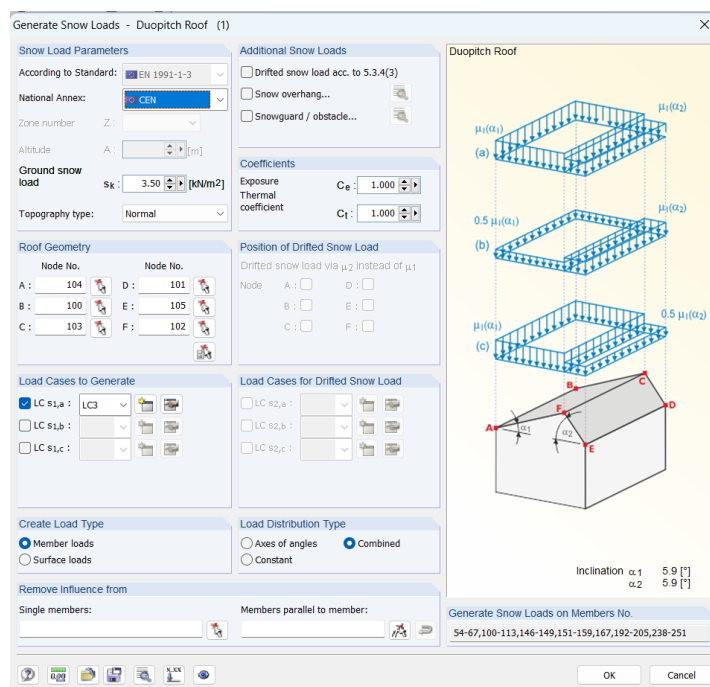 Generate Snow Loads - Duopitch Roof (1)
Snow Load Parameters
According to Standard: EN 1991-1-3
National Annex: CEN
Zone number Z :
Altitude A : [m]
Ground snow load sk : 3.50 [kN/m2]
Topography type: Normal
Additional Snow Loads
Drifted snow load acc. to 5.3.4(3)
Snow overhang...
Snowguard / obstacle...
Coefficients
Exposure Ce : 1.000
Thermal coefficient Ct : 1.000
Roof Geometry
Node No. Node No.
A : 104 D : 101
B : 100 E : 105
C : 103 F : 102
Position of Drifted Snow Load
Drifted snow load via μ2 instead of μ1
Node A : D :
B : E :
C : F :
Load Cases to Generate
LC s1,a : LC3
LC s1,b :
LC s1,c :
Load Cases for Drifted Snow Load
LC s2,a :
LC s2,b :
LC s2,c :
Create Load Type
Member loads
Surface loads
Load Distribution Type
Axes of angles Combined
Constant
Remove Influence from
Single members:
Members parallel to member:
Duopitch Roof
μ1(α2)
μ1(α1)
(a)
μ1(α2)
0.5 μ1(α1)
(b)
0.5 μ1(α2)
μ1(α1)
(c)
B C
F D
A α1 α2
E
Inclination α1 5.9 [°]
α2 5.9 [°]
Generate Snow Loads on Members No.
54-67,100-113,146-149,151-159,167,192-205,238-251
0,00
X.XX
OK Cancel